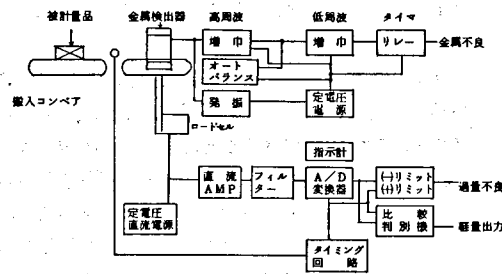 被計量品
金属検出器
高周波
低周波
タイマ
増巾
増巾
リレー
金属不良
オート
バランス
搬入コンベア
発振
定電圧
電源
ロードセル
指示計
直流
AMP
フィル
ター
A/D
変換器
(−)リミット
(+)リミット
過量不良
定電圧
直流電源
比較
判別機
軽量出力
タイミング
回路